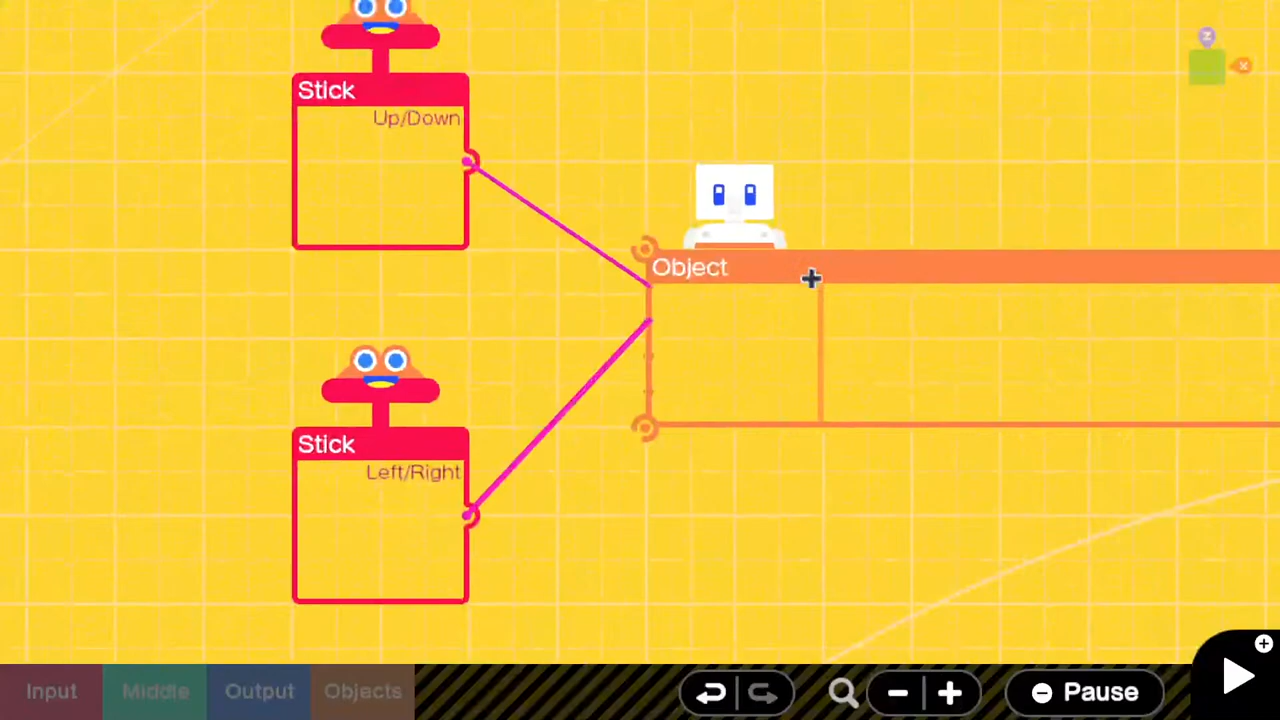 Z
X
Stick
Up/Down
Object
Stick
Left/Right
Input
Middle
Output
Objects
Pause